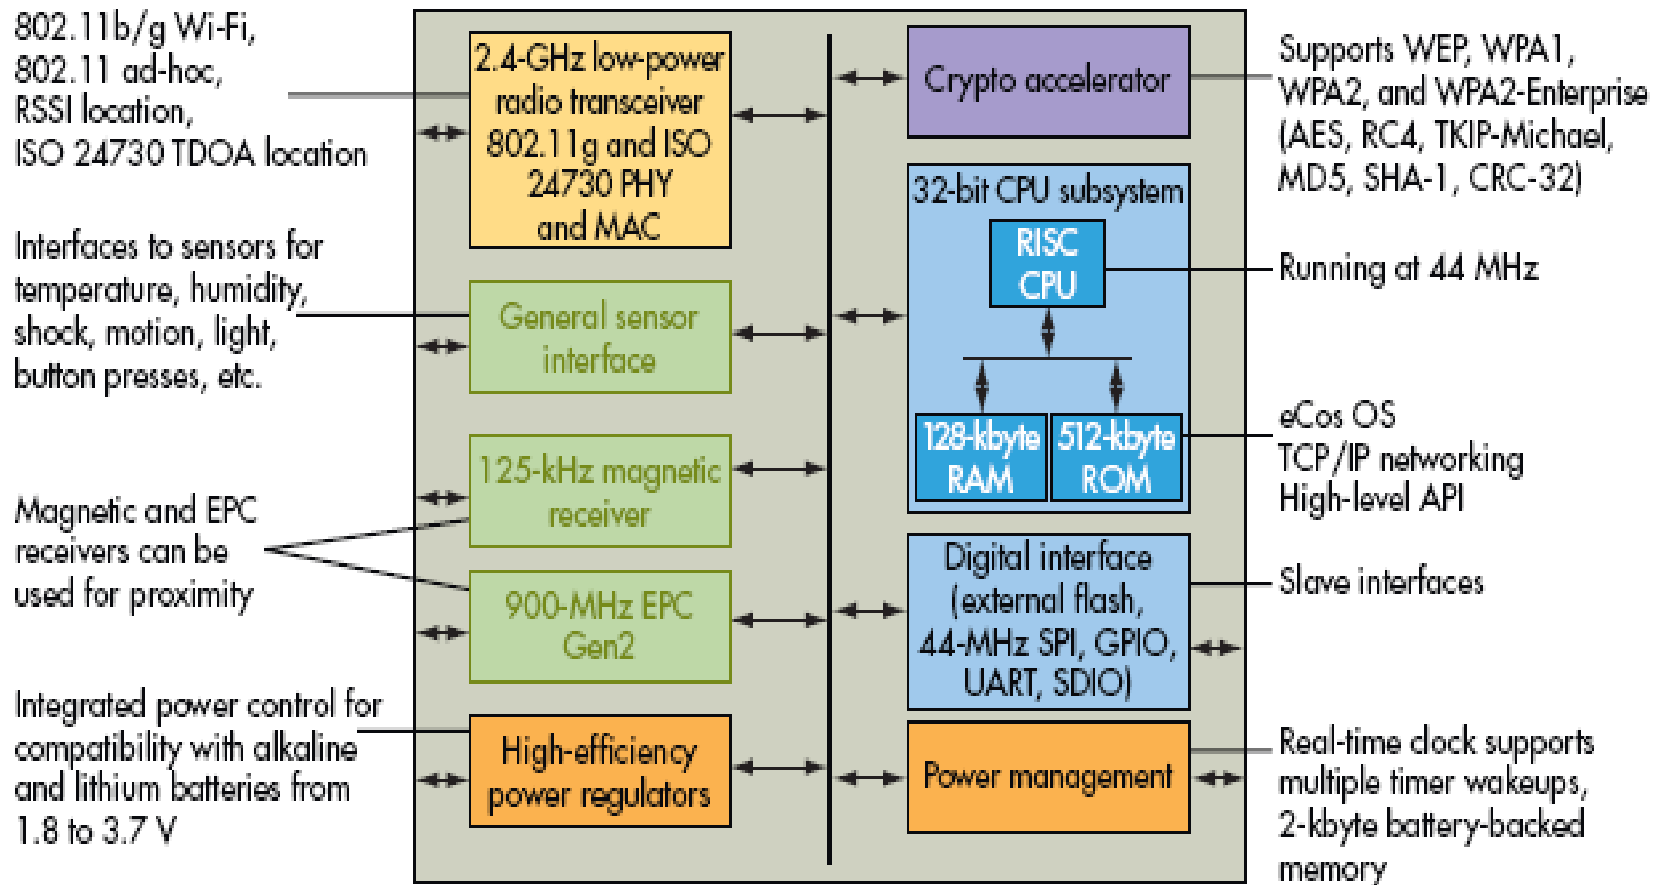 802.11b/g Wi-Fi,
802.11 ad-hoc,
RSSI location,
ISO 24730 TDOA location
Interfaces to sensors for
temperature, humidity,
shock, motion, light,
button presses, etc.
Magnetic and EPC
receivers can be
used for proximity
Integrated power control for
compatibility with alkaline
and lithium batteries from
1.8 to 3.7 V
2.4-GHz low-power
radio transceiver
802.11g and ISO
24730 PHY
and MAC
General sensor
interface
125-kHz magnetic
receiver
900-MHz EPC
Gen2
High-efficiency
power regulators
Crypto accelerator
32-bit CPU subsystem
RISC
CPU
128-kbyte
RAM
512-kbyte
ROM
Digital interface
(external flash,
44-MHz SPI, GPIO,
UART, SDIO)
Power management
Supports WEP, WPA1,
WPA2, and WPA2-Enterprise
(AES, RC4, TKIP-Michael,
MD5, SHA-1, CRC-32)
Running at 44 MHz
eCos OS
TCP/IP networking
High-level API
Slave interfaces
Real-time clock supports
multiple timer wakeups,
2-kbyte battery-backed
memory